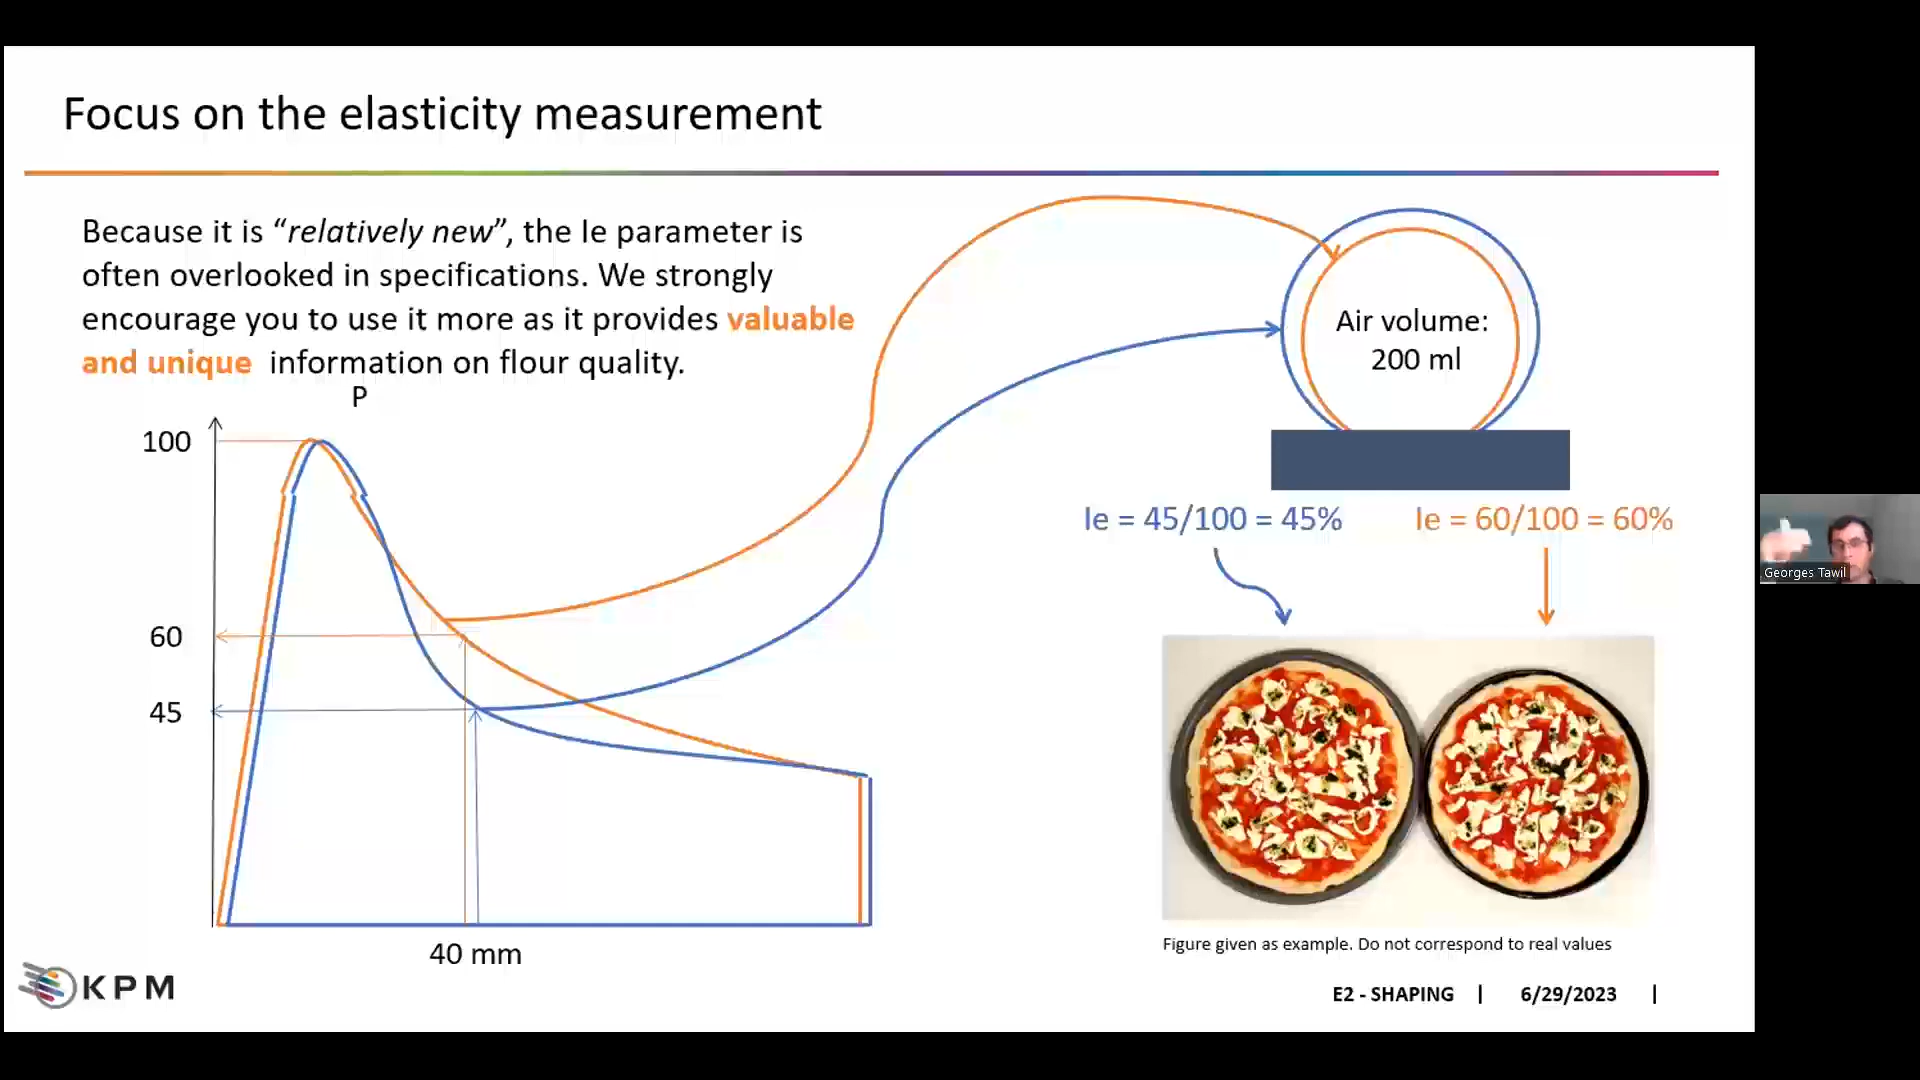 Focus on the elasticity measurement
Because it is “relatively new”, the Ie parameter is
often overlooked in specifications. We strongly
encourage you to use it more as it provides valuable
and unique information on flour quality.
P
100
60
45
40 mm
Air volume:
200 ml
Ie = 45/100 = 45%
Ie = 60/100 = 60%
Figure given as example. Do not correspond to real values
KPM
E2 - SHAPING | 6/29/2023 |
Georges Tawil